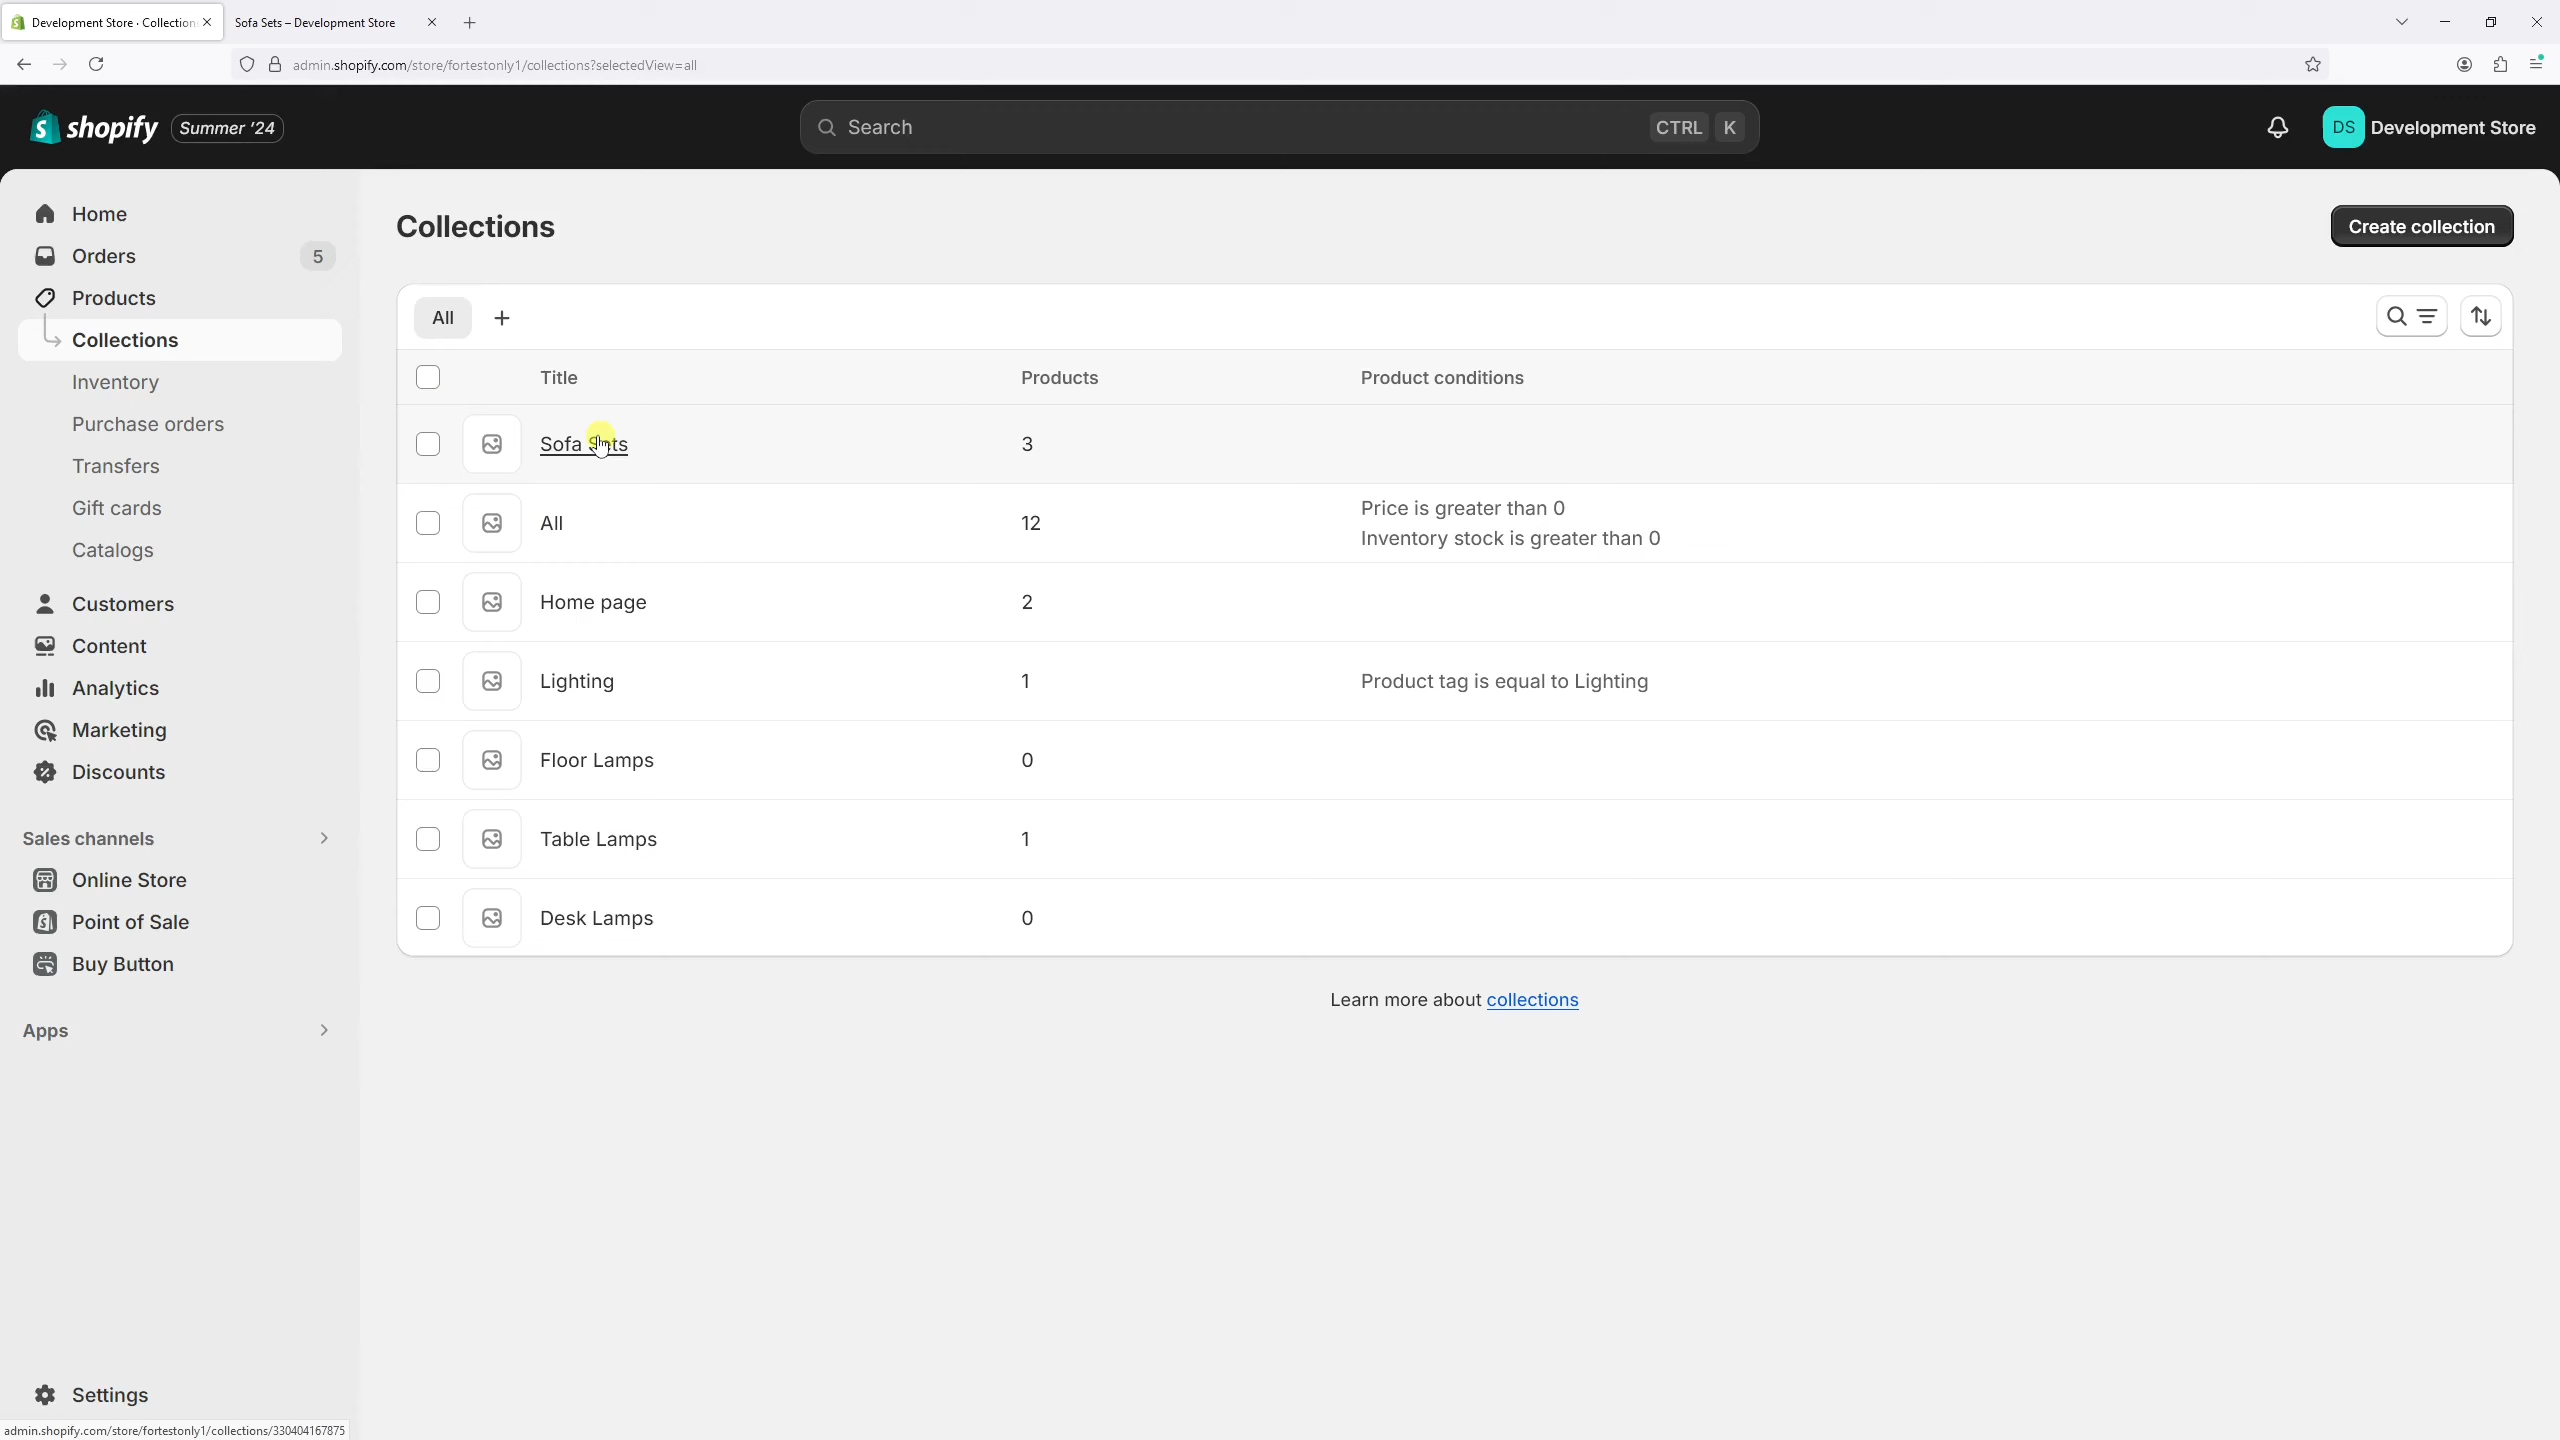 Development Store · Collection
Sofa Sets – Development Store
admin.shopify.com/store/fortestonly1/collections?selectedView=all
shopify
Summer '24
Search
CTRL K
DS
Development Store
Home
Orders
5
Products
Collections
Inventory
Purchase orders
Transfers
Gift cards
Catalogs
Customers
Content
Analytics
Marketing
Discounts
Sales channels
Online Store
Point of Sale
Buy Button
Apps
Settings
admin.shopify.com/store/fortestonly1/collections/330404167875
Collections
Create collection
All
Title Products Product conditions
Sofa Sets 3
All 12 Price is greater than 0
Inventory stock is greater than 0
Home page 2
Lighting 1 Product tag is equal to Lighting
Floor Lamps 0
Table Lamps 1
Desk Lamps 0
Learn more about collections